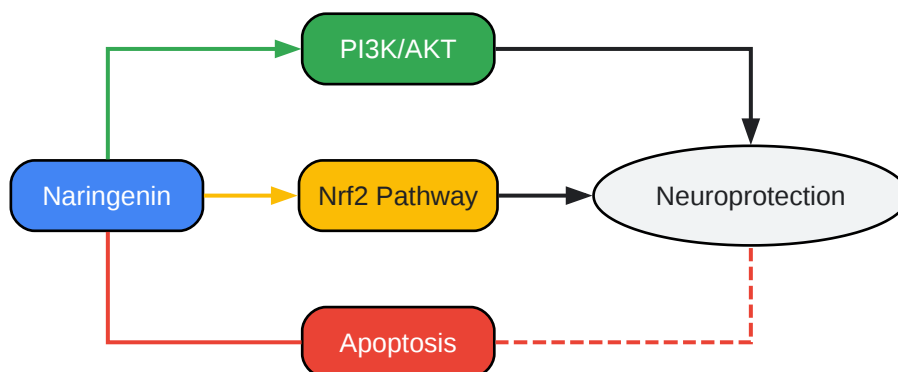 PI3K/AKT
Naringenin
Nrf2 Pathway
Neuroprotection
Apoptosis